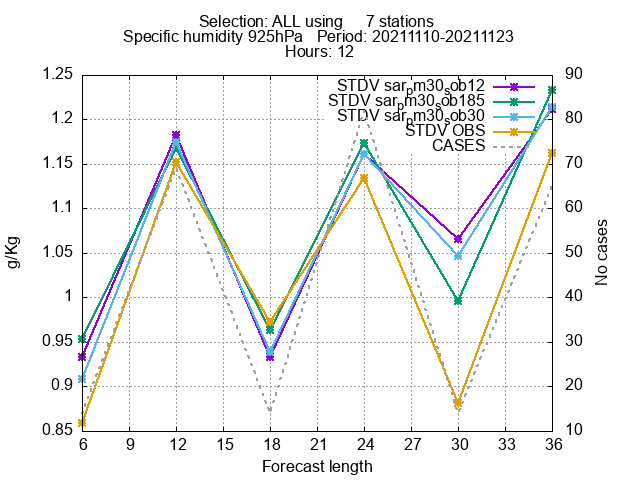 Selection: ALL using 7 stations
Specific humidity 925hPa Period: 20211110-20211123
Hours: 12
1.25
1.2
1.15
1.1
1.05
1
0.95
0.9
0.85
90
80
70
60
50
40
30
20
10
STDV sar_pm30_sob12
STDV sar_pm30_sob185
STDV sar_pm30_sob30
STDV OBS
CASES
g/Kg
No cases
6 9 12 15 18 21 24 27 30 33 36
Forecast length